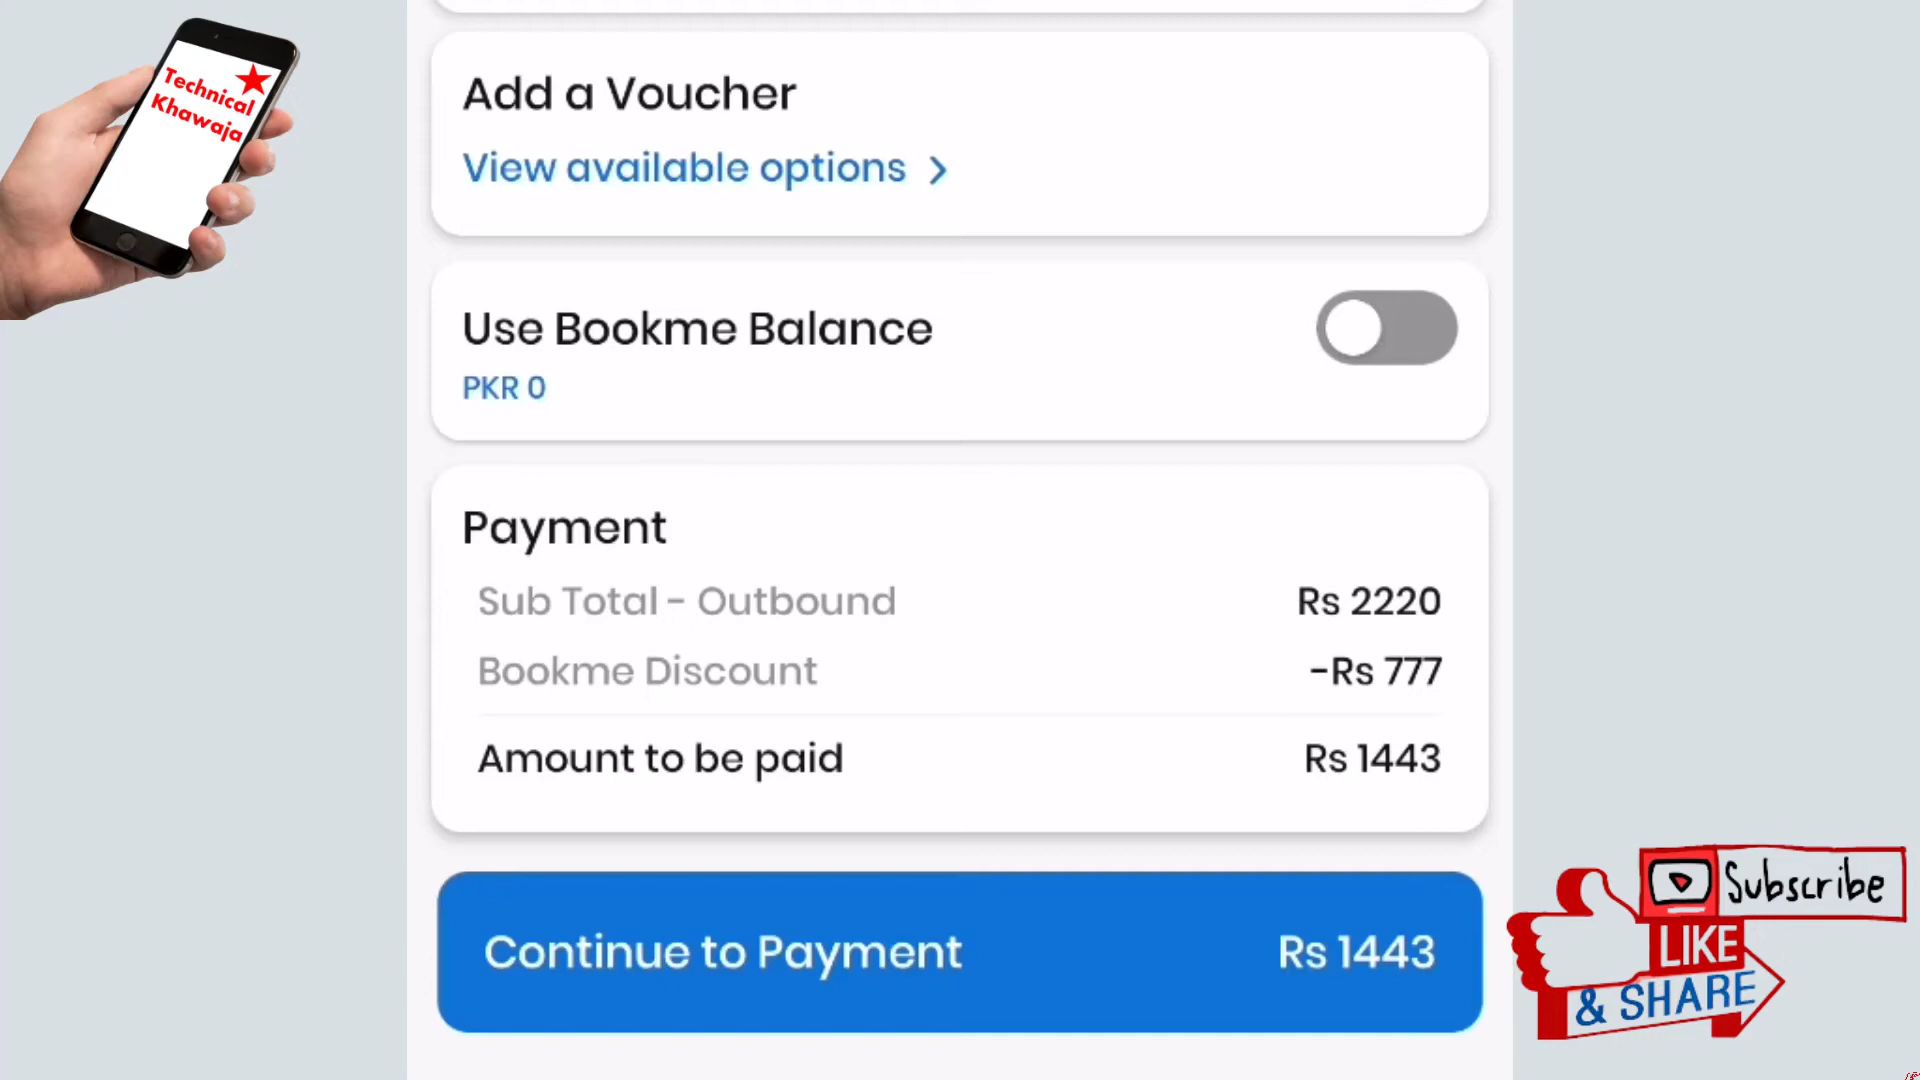 Technical
Khawaja
Add a Voucher
View available options >
Use Bookme Balance
PKR 0
Payment
Sub Total - Outbound Rs 2220
Bookme Discount -Rs 777
Amount to be paid Rs 1443
Continue to Payment Rs 1443
Subscribe
LIKE
& SHARE